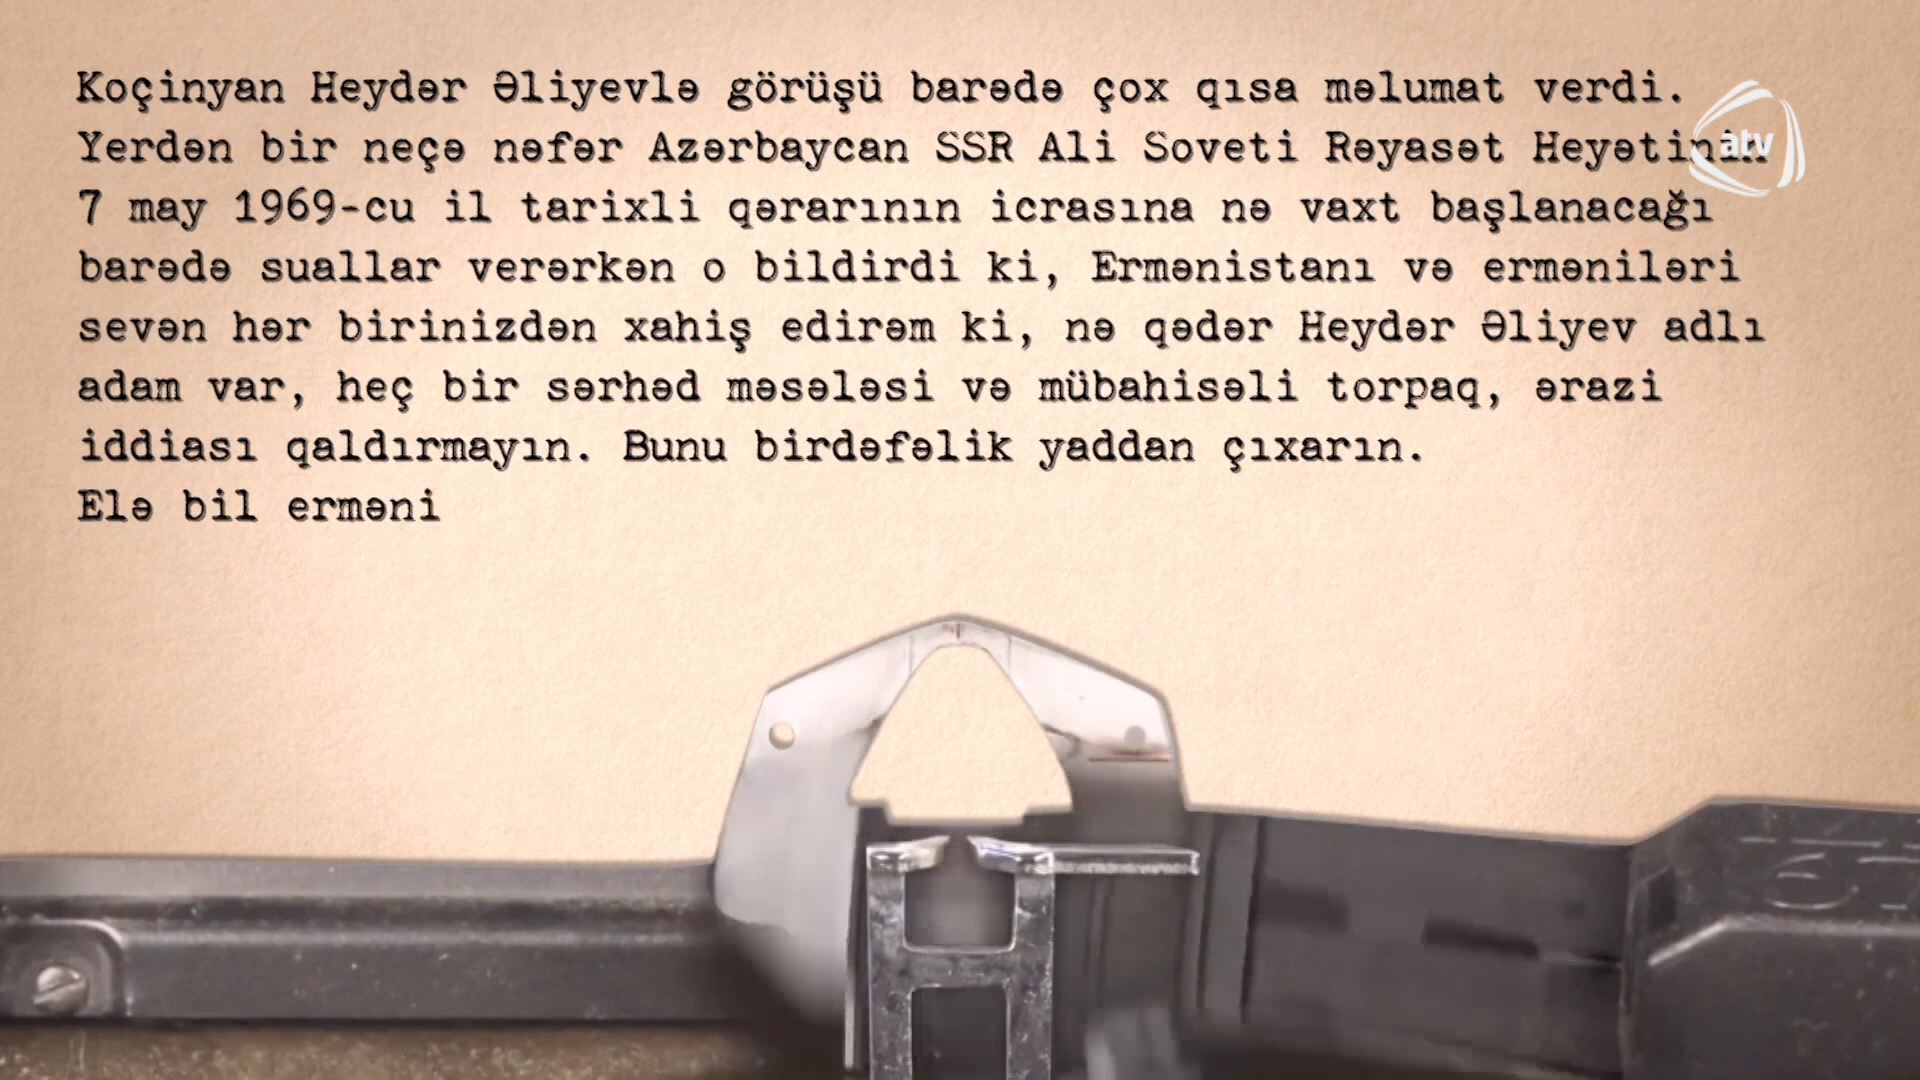 Koçinyan Heydər Əliyevlə görüşü barədə çox qısa məlumat verdi.
Yerdən bir neçə nəfər Azərbaycan SSR Ali Soveti Rəyasət Heyətinin
7 may 1969-cu il tarixli qərarının icrasına nə vaxt başlanacağı
barədə suallar verərkən o bildirdi ki, Ermənistanı və erməniləri
sevən hər birinizdən xahiş edirəm ki, nə qədər Heydər Əliyev adlı
adam var, heç bir sərhəd məsələsi və mübahisəli torpaq, ərazi
iddiası qaldırmayın. Bunu birdəfəlik yaddan çıxarın.
Elə bil erməni
atv